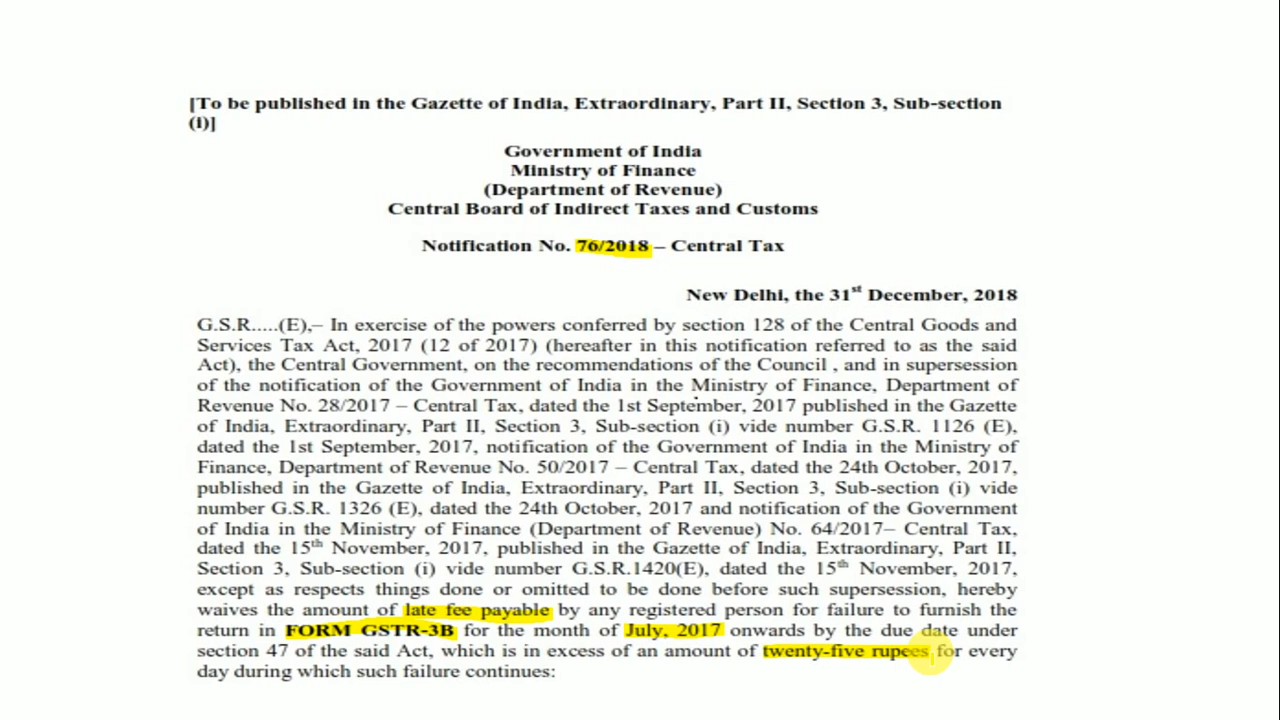 [To be published in the Gazette of India, Extraordinary, Part II, Section 3, Sub-section
(i)]
Government of India
Ministry of Finance
(Department of Revenue)
Central Board of Indirect Taxes and Customs
Notification No. 76/2018 – Central Tax
New Delhi, the 31st December, 2018
G.S.R.....(E),– In exercise of the powers conferred by section 128 of the Central Goods and
Services Tax Act, 2017 (12 of 2017) (hereafter in this notification referred to as the said
Act), the Central Government, on the recommendations of the Council , and in supersession
of the notification of the Government of India in the Ministry of Finance, Department of
Revenue No. 28/2017 – Central Tax, dated the 1st September, 2017 published in the Gazette
of India, Extraordinary, Part II, Section 3, Sub-section (i) vide number G.S.R. 1126 (E),
dated the 1st September, 2017, notification of the Government of India in the Ministry of
Finance, Department of Revenue No. 50/2017 – Central Tax, dated the 24th October, 2017,
published in the Gazette of India, Extraordinary, Part II, Section 3, Sub-section (i) vide
number G.S.R. 1326 (E), dated the 24th October, 2017 and notification of the Government
of India in the Ministry of Finance (Department of Revenue) No. 64/2017– Central Tax,
dated the 15th November, 2017, published in the Gazette of India, Extraordinary, Part II,
Section 3, Sub-section (i) vide number G.S.R.1420(E), dated the 15th November, 2017,
except as respects things done or omitted to be done before such supersession, hereby
waives the amount of late fee payable by any registered person for failure to furnish the
return in FORM GSTR-3B for the month of July, 2017 onwards by the due date under
section 47 of the said Act, which is in excess of an amount of twenty-five rupees for every
day during which such failure continues: